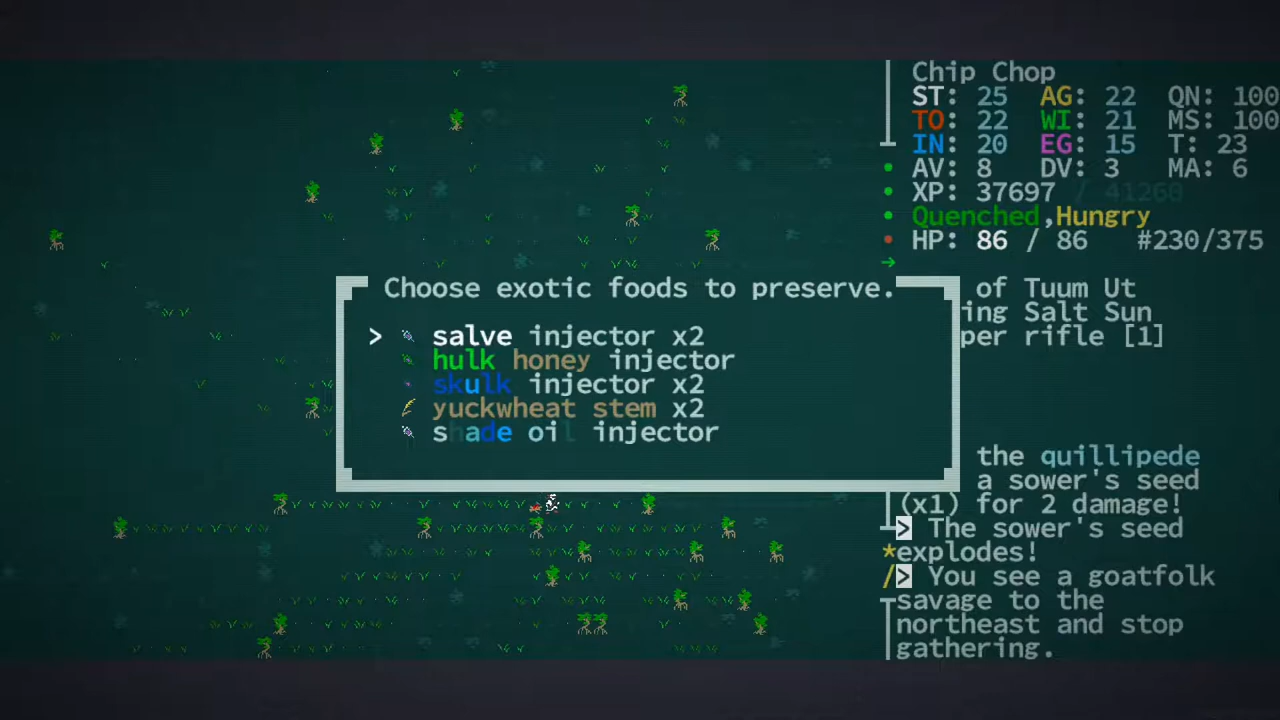 Chip Chop
ST: 25 AG: 22 QN: 100
TO: 22 WI: 21 MS: 100
IN: 20 EG: 15 T: 23
AV: 8 DV: 3 MA: 6
XP: 37697 / 41260
Quenched,Hungry
HP: 86 / 86 #230/375
Choose exotic foods to preserve.
> salve injector x2
hulk honey injector
skulk injector x2
yuckwheat stem x2
shade oil injector
of Tuum Ut
ing Salt Sun
per rifle [1]
the quillipede
a sower's seed
(x1) for 2 damage!
> The sower's seed
*explodes!
/> You see a goatfolk
savage to the
northeast and stop
gathering.